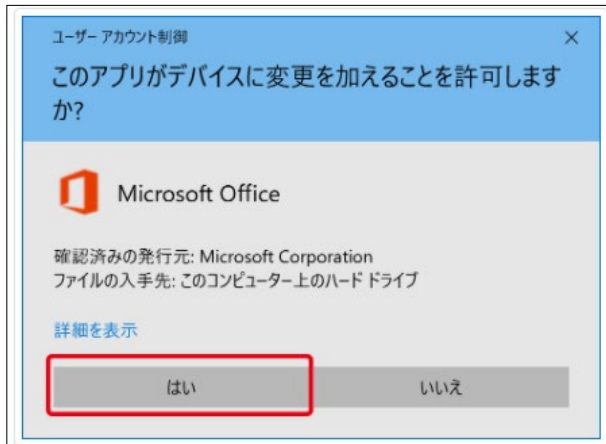 ユーザー アカウント制御
このアプリがデバイスに変更を加えることを許可します
か?
Microsoft Office
確認済みの発行元: Microsoft Corporation
ファイルの入手先: このコンピューター上のハード ドライブ
詳細を表示
はい
いいえ